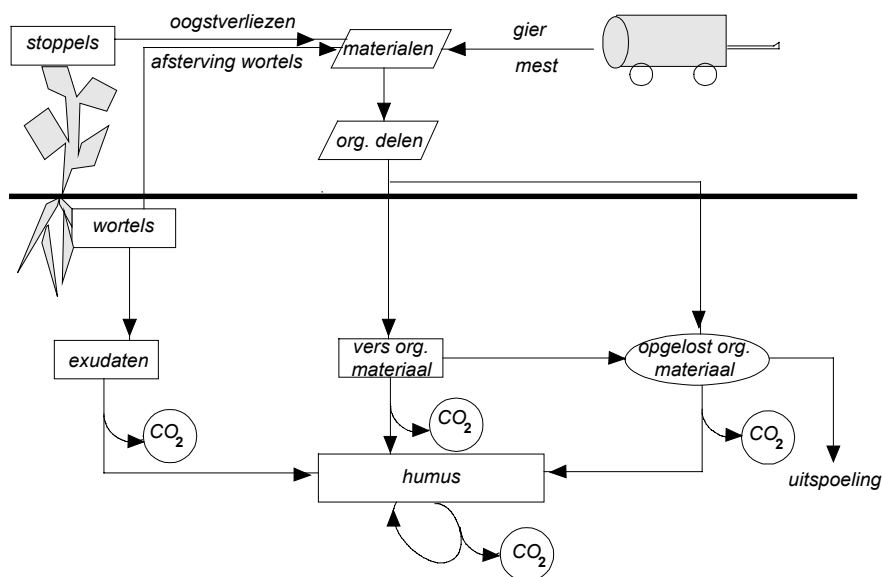 oogstverliezen
stoppels
materialen
gier
afsterving wortels
mest
org. delen
wortels
exudaten
vers org.
materiaal
opgelost org.
materiaal
CO2
CO2
CO2
humus
uitspoeling
CO2